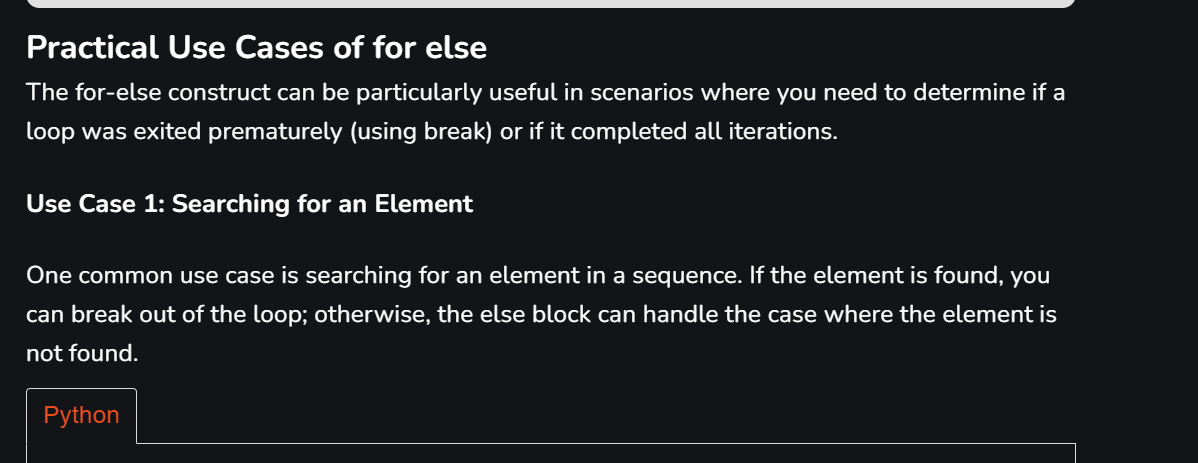 Practical Use Cases of for else
The for-else construct can be particularly useful in scenarios where you need to determine if a
loop was exited prematurely (using break) or if it completed all iterations.
Use Case 1: Searching for an Element
One common use case is searching for an element in a sequence. If the element is found, you
can break out of the loop; otherwise, the else block can handle the case where the element is
not found.
Python